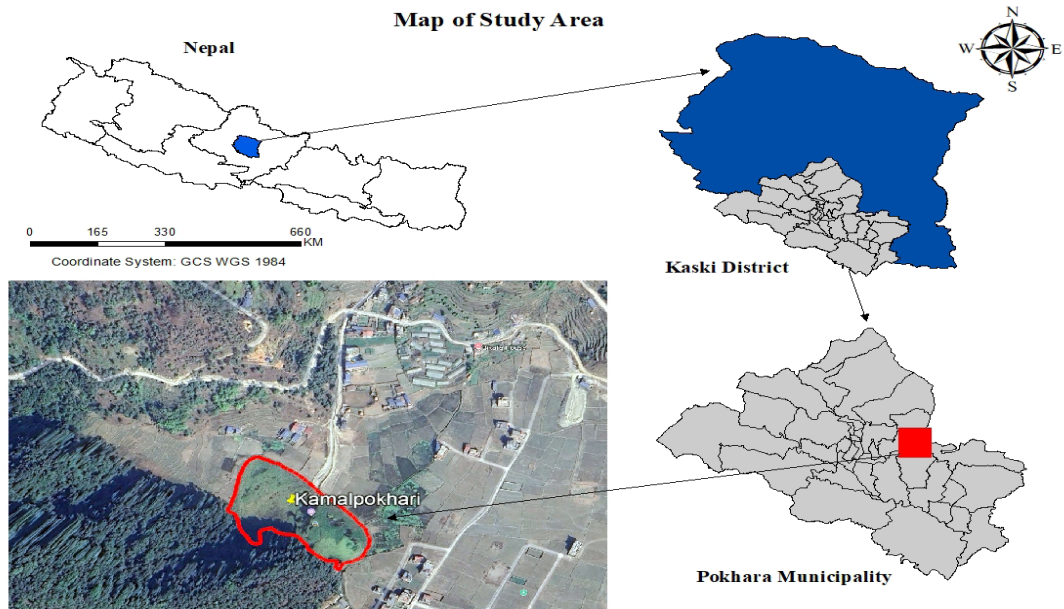 Map of Study Area
Nepal
N
W E
S
0 165 330 660
KM
Coordinate System: GCS WGS 1984
Kaski District
Kamalpokhari
Pokhara Municipality